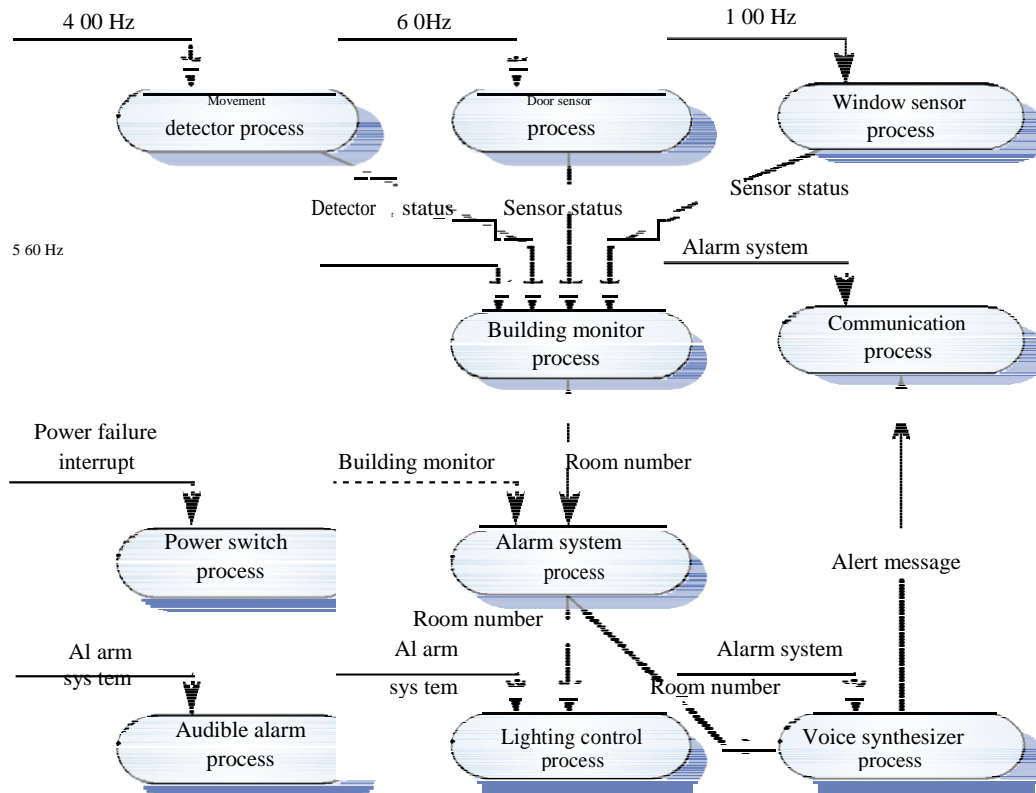 4 00 Hz
6 0Hz
1 00 Hz
Movement
detector process
Door sensor
process
Window sensor
process
Detector status
Sensor status
Sensor status
5 60 Hz
Alarm system
Building monitor
process
Communication
process
Power failure
interrupt
Building monitor
Room number
Power switch
process
Alarm system
process
Alert message
Room number
Al arm
sys tem
Al arm
sys tem
Alarm system
Room number
Audible alarm
process
Lighting control
process
Voice synthesizer
process